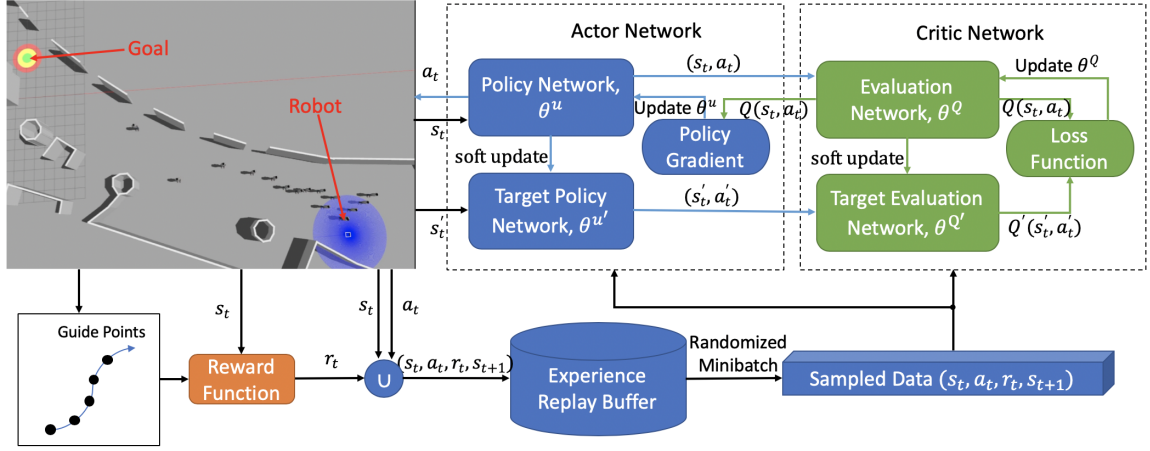 Goal
Robot
Actor Network
Critic Network
a_t
s_t
s_t'
Policy Network,
θ^u
(s_t, a_t)
Update θ^u
Q(s_t, a_t)
Policy
Gradient
soft update
Target Policy
Network, θ^{u'}
(s_t', a_t')
Evaluation
Network, θ^Q
Update θ^Q
Q(s_t, a_t)
Loss
Function
soft update
Target Evaluation
Network, θ^{Q'}
Q'(s_t', a_t')
Guide Points
s_t
Reward
Function
r_t
s_t
a_t
∪
(s_t, a_t, r_t, s_{t+1})
Experience
Replay Buffer
Randomized
Minibatch
Sampled Data (s_t, a_t, r_t, s_{t+1})